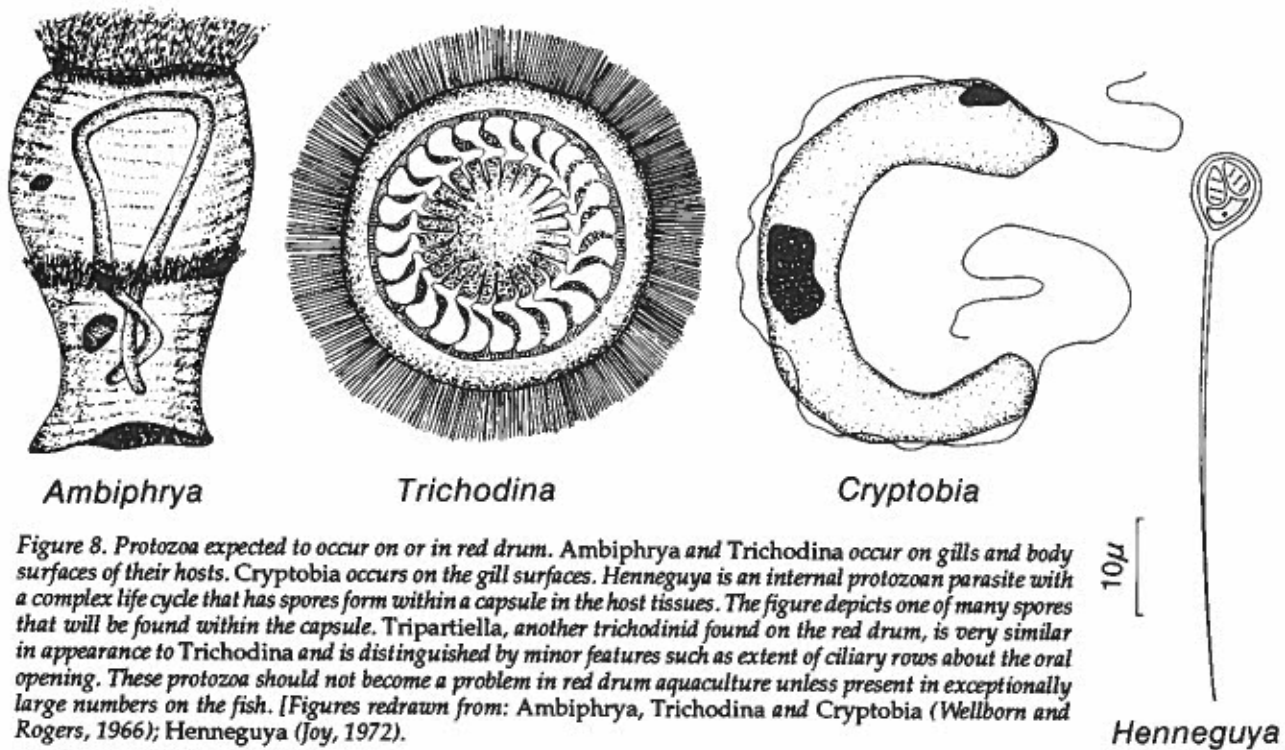 Ambiphrya
Trichodina
Cryptobia
Figure 8. Protozoa expected to occur on or in red drum. Ambiphrya and Trichodina occur on gills and body
surfaces of their hosts. Cryptobia occurs on the gill surfaces. Henneguya is an internal protozoan parasite with
a complex life cycle that has spores form within a capsule in the host tissues. The figure depicts one of many spores
that will be found within the capsule. Tripartiella, another trichodinid found on the red drum, is very similar
in appearance to Trichodina and is distinguished by minor features such as extent of ciliary rows about the oral
opening. These protozoa should not become a problem in red drum aquaculture unless present in exceptionally
large numbers on the fish. [Figures redrawn from: Ambiphrya, Trichodina and Cryptobia (Wellborn and
Rogers, 1966); Henneguya (Joy, 1972).
10μ
Henneguya